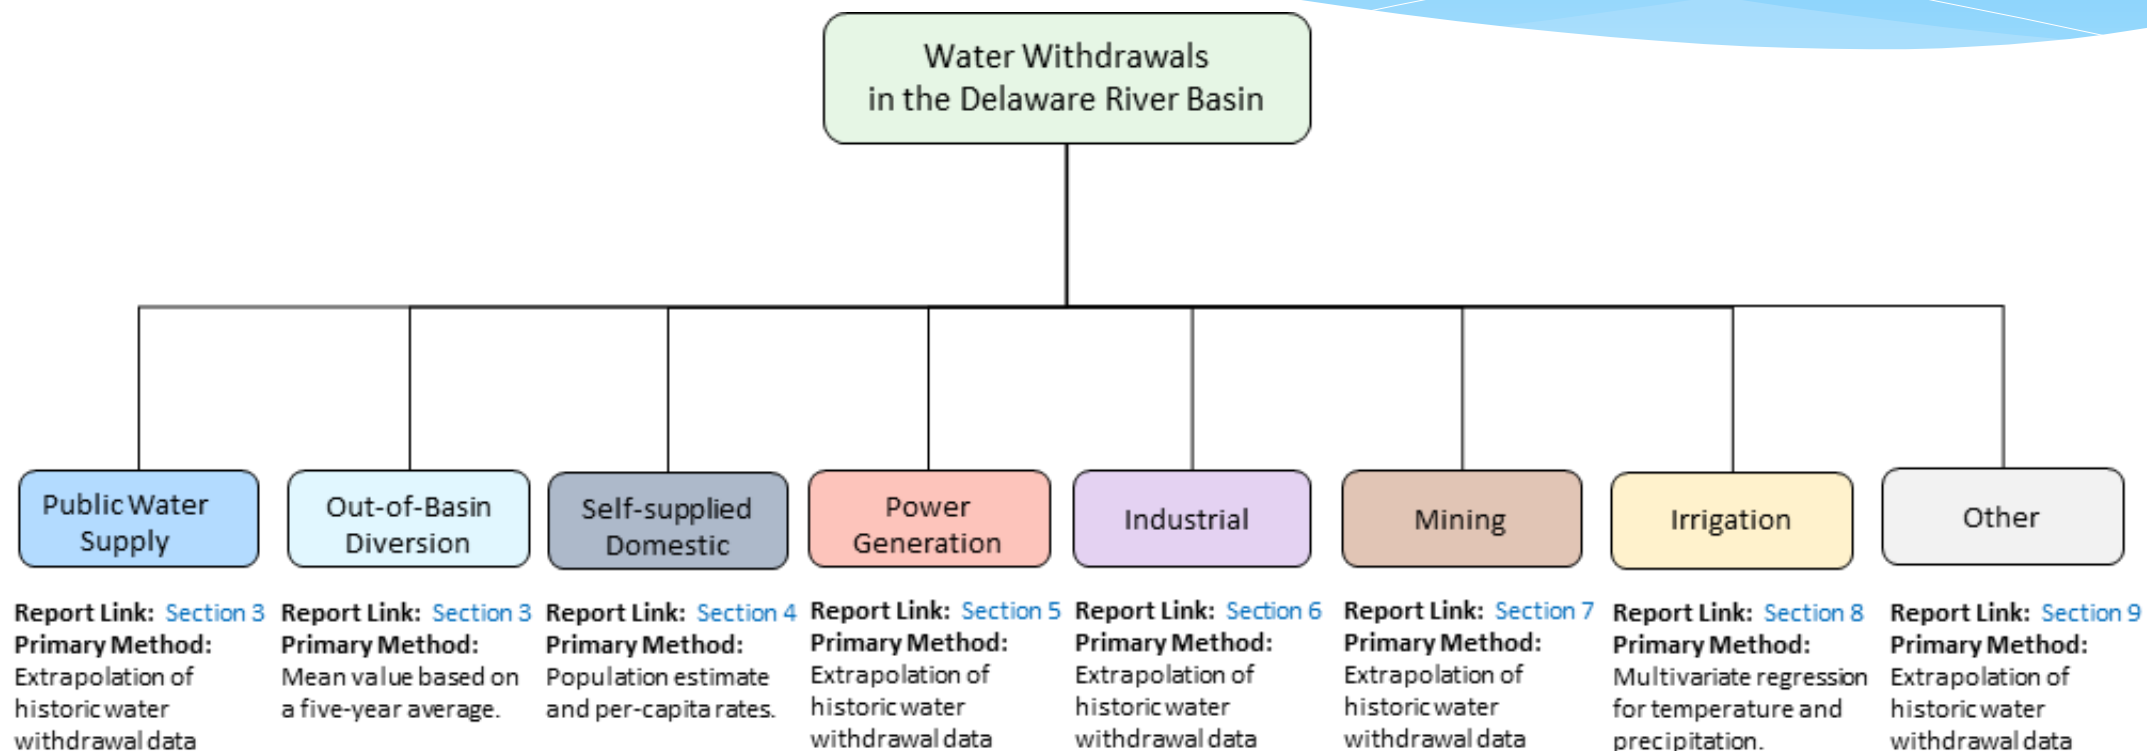 Water Withdrawals
in the Delaware River Basin
Public Water
Supply
Report Link: Section 3
Primary Method:
Extrapolation of
historic water
withdrawal data
Out-of-Basin
Diversion
Report Link: Section 3
Primary Method:
Mean value based on
a five-year average.
Self-supplied
Domestic
Report Link: Section 4
Primary Method:
Population estimate
and per-capita rates.
Power
Generation
Report Link: Section 5
Primary Method:
Extrapolation of
historic water
withdrawal data
Industrial
Report Link: Section 6
Primary Method:
Extrapolation of
historic water
withdrawal data
Mining
Report Link: Section 7
Primary Method:
Extrapolation of
historic water
withdrawal data
Irrigation
Report Link: Section 8
Primary Method:
Multivariate regression
for temperature and
precipitation.
Other
Report Link: Section 9
Primary Method:
Extrapolation of
historic water
withdrawal data